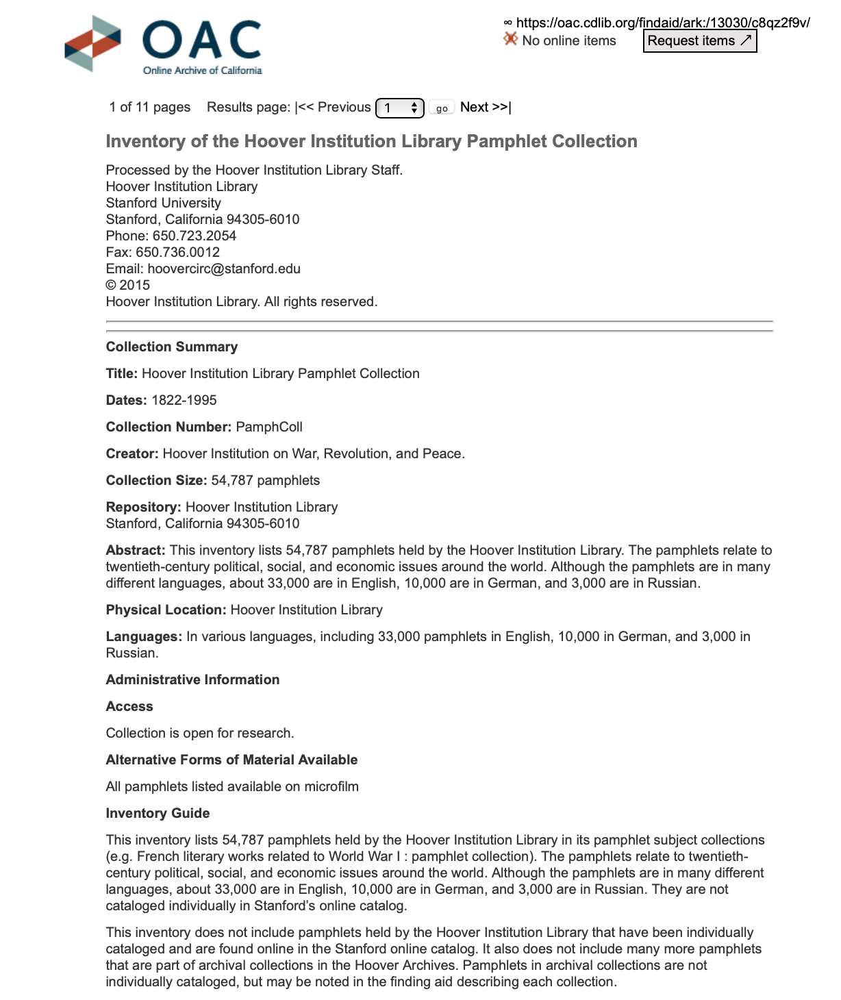 OAC
Online Archive of California
∞ https://oac.cdlib.org/findaid/ark:/13030/c8qz2f9v/
No online items
Request items ↗
1 of 11 pages Results page: |<< Previous 1 go Next >>|
Inventory of the Hoover Institution Library Pamphlet Collection
Processed by the Hoover Institution Library Staff.
Hoover Institution Library
Stanford University
Stanford, California 94305-6010
Phone: 650.723.2054
Fax: 650.736.0012
Email: hoovercirc@stanford.edu
© 2015
Hoover Institution Library. All rights reserved.
Collection Summary
Title: Hoover Institution Library Pamphlet Collection
Dates: 1822-1995
Collection Number: PamphColl
Creator: Hoover Institution on War, Revolution, and Peace.
Collection Size: 54,787 pamphlets
Repository: Hoover Institution Library
Stanford, California 94305-6010
Abstract: This inventory lists 54,787 pamphlets held by the Hoover Institution Library. The pamphlets relate to
twentieth-century political, social, and economic issues around the world. Although the pamphlets are in many
different languages, about 33,000 are in English, 10,000 are in German, and 3,000 are in Russian.
Physical Location: Hoover Institution Library
Languages: In various languages, including 33,000 pamphlets in English, 10,000 in German, and 3,000 in
Russian.
Administrative Information
Access
Collection is open for research.
Alternative Forms of Material Available
All pamphlets listed available on microfilm
Inventory Guide
This inventory lists 54,787 pamphlets held by the Hoover Institution Library in its pamphlet subject collections
(e.g. French literary works related to World War I : pamphlet collection). The pamphlets relate to twentieth-
century political, social, and economic issues around the world. Although the pamphlets are in many different
languages, about 33,000 are in English, 10,000 are in German, and 3,000 are in Russian. They are not
cataloged individually in Stanford’s online catalog.
This inventory does not include pamphlets held by the Hoover Institution Library that have been individually
cataloged and are found online in the Stanford online catalog. It also does not include many more pamphlets
that are part of archival collections in the Hoover Archives. Pamphlets in archival collections are not
individually cataloged, but may be noted in the finding aid describing each collection.